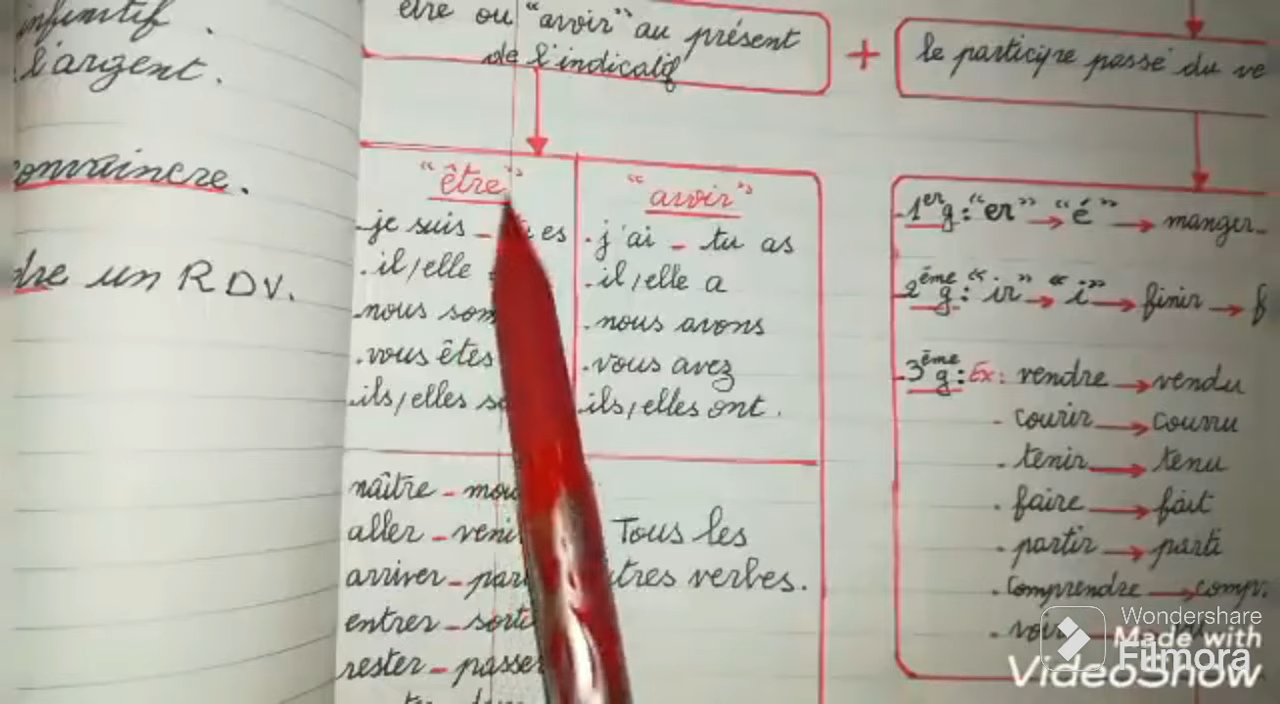 infinitif.
l'argent.
convaincre.
un RDV.
être ou "avoir" au présent
de l'indicatif
+
le participe passé du
"être"
je suis - es
.il/elle
.nous
.vous êtes
.ils/elles
naître -
aller -
arriver -
entrer -
rester -
"avoir"
.j'ai - tu as
.il/elle a
.nous avons
.vous avez
.ils/elles ont.
Tous les
verbes.
1er g: "er" → "é" → manger
2ème g: "ir" → "i" → finir →
3ème g: Ex: vendre → vendu
- courir → couru
. tenir → tenu
. faire → fait
. partir → parti
. comprendre →
Wondershare
Filmora
Made with
VideoShow